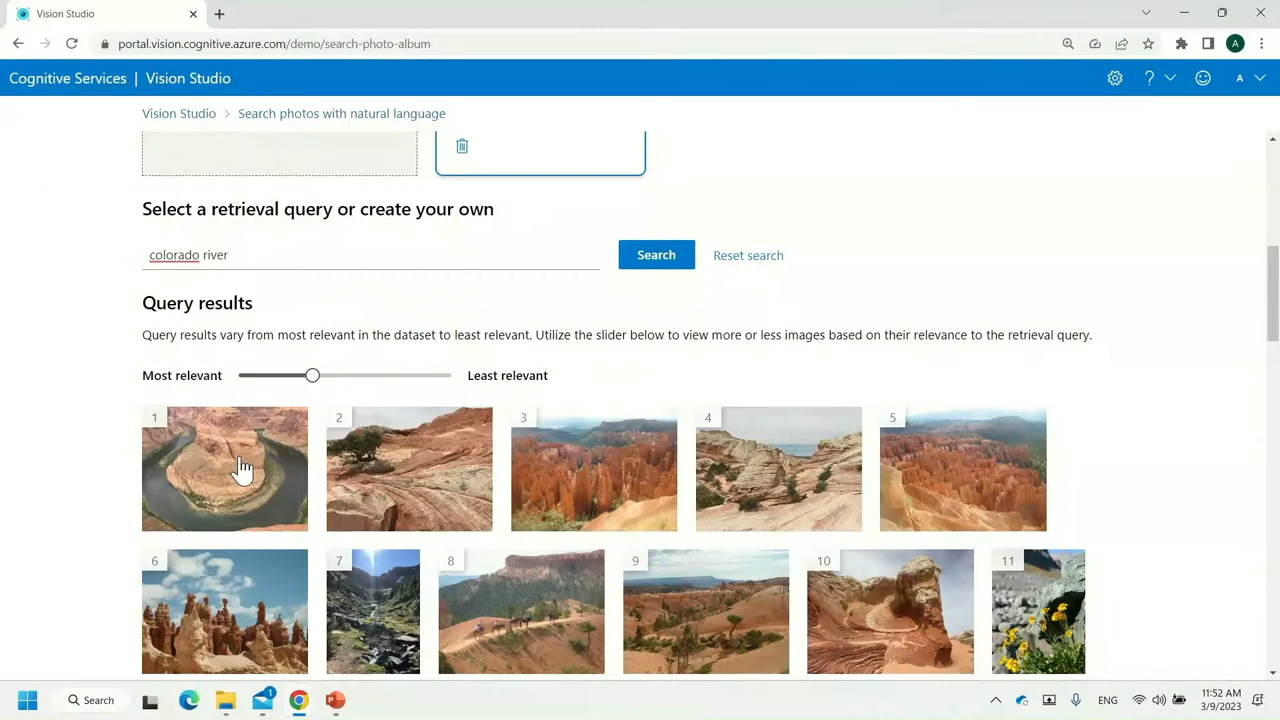 Vision Studio
portal.vision.cognitive.azure.com/demo/search-photo-album
A
Cognitive Services | Vision Studio
A
Vision Studio > Search photos with natural language
Select a retrieval query or create your own
colorado river
Search
Reset search
Query results
Query results vary from most relevant in the dataset to least relevant. Utilize the slider below to view more or less images based on their relevance to the retrieval query.
Most relevant
Least relevant
1 2 3 4 5
6 7 8 9 10 11
Search
1
ENG
11:52 AM
3/9/2023